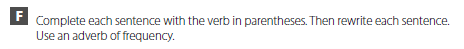 F Complete each sentence with the verb in parentheses. Then rewrite each sentence.
Use an adverb of frequency.